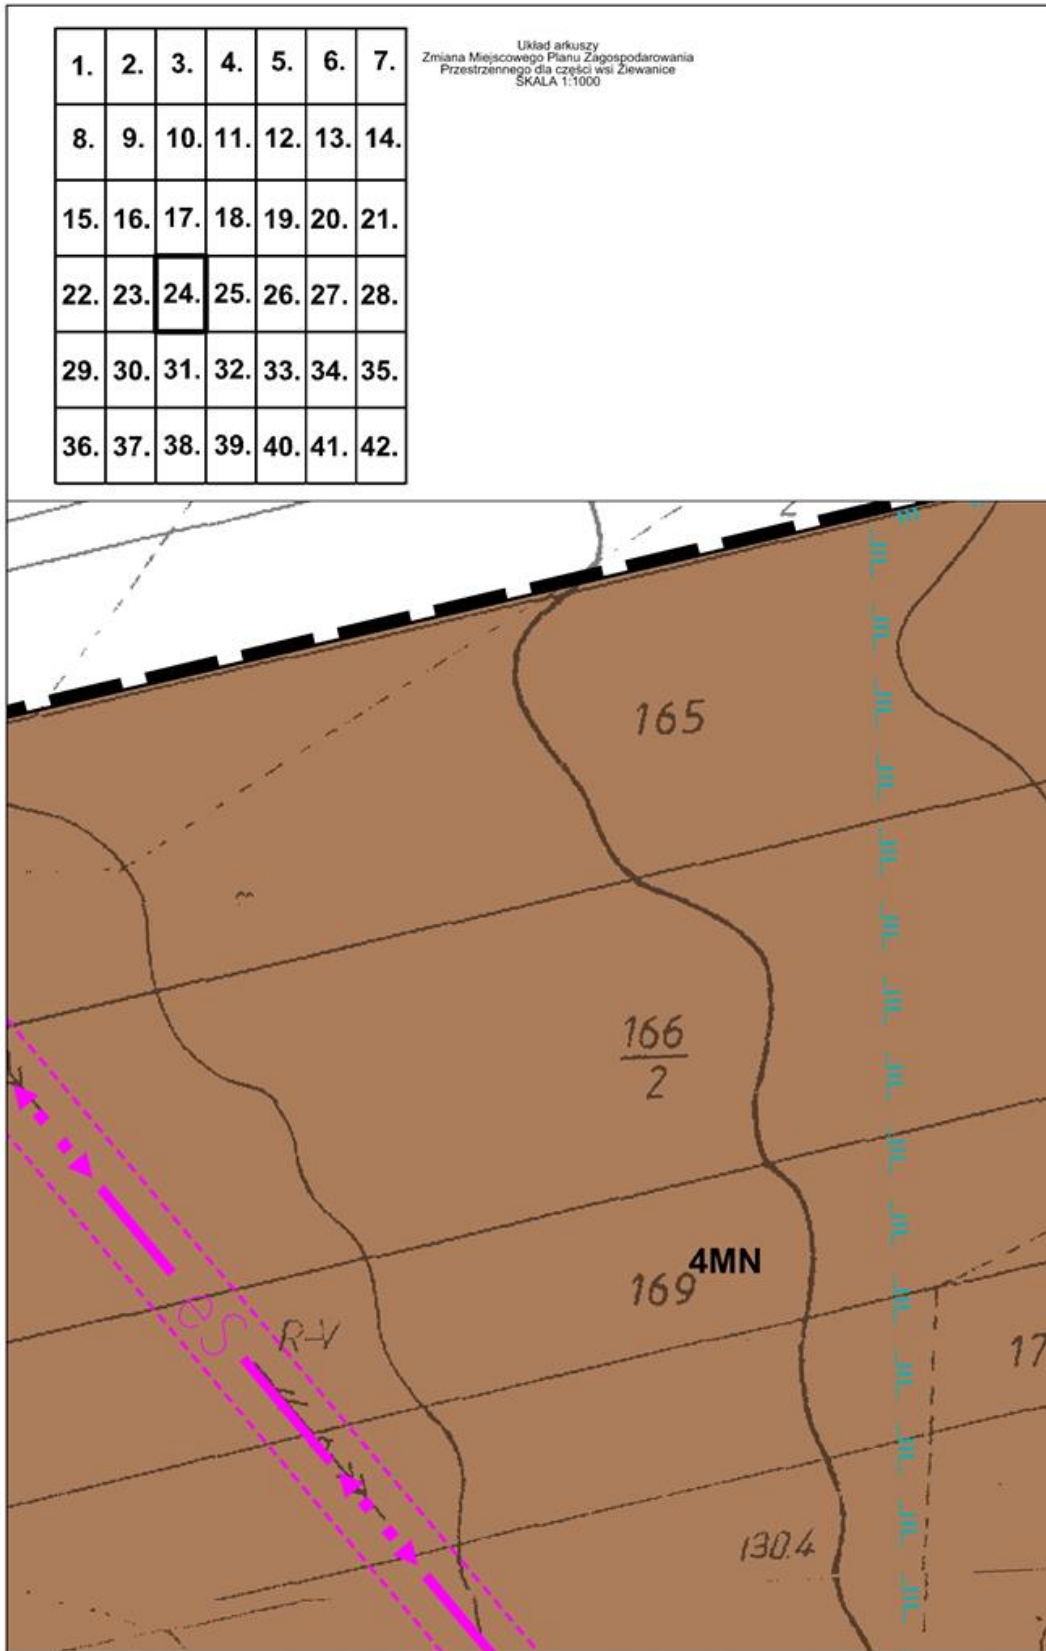 1. 2. 3. 4. 5. 6. 7.
8. 9. 10. 11. 12. 13. 14.
15. 16. 17. 18. 19. 20. 21.
22. 23. 24. 25. 26. 27. 28.
29. 30. 31. 32. 33. 34. 35.
36. 37. 38. 39. 40. 41. 42.
Układ arkuszy
Zmiana Miejscowego Planu Zagospodarowania
Przestrzennego dla części wsi Ziewanice
SKALA 1:1000
2
165
166
2
4MN
169
eS
R-V
17
130.4